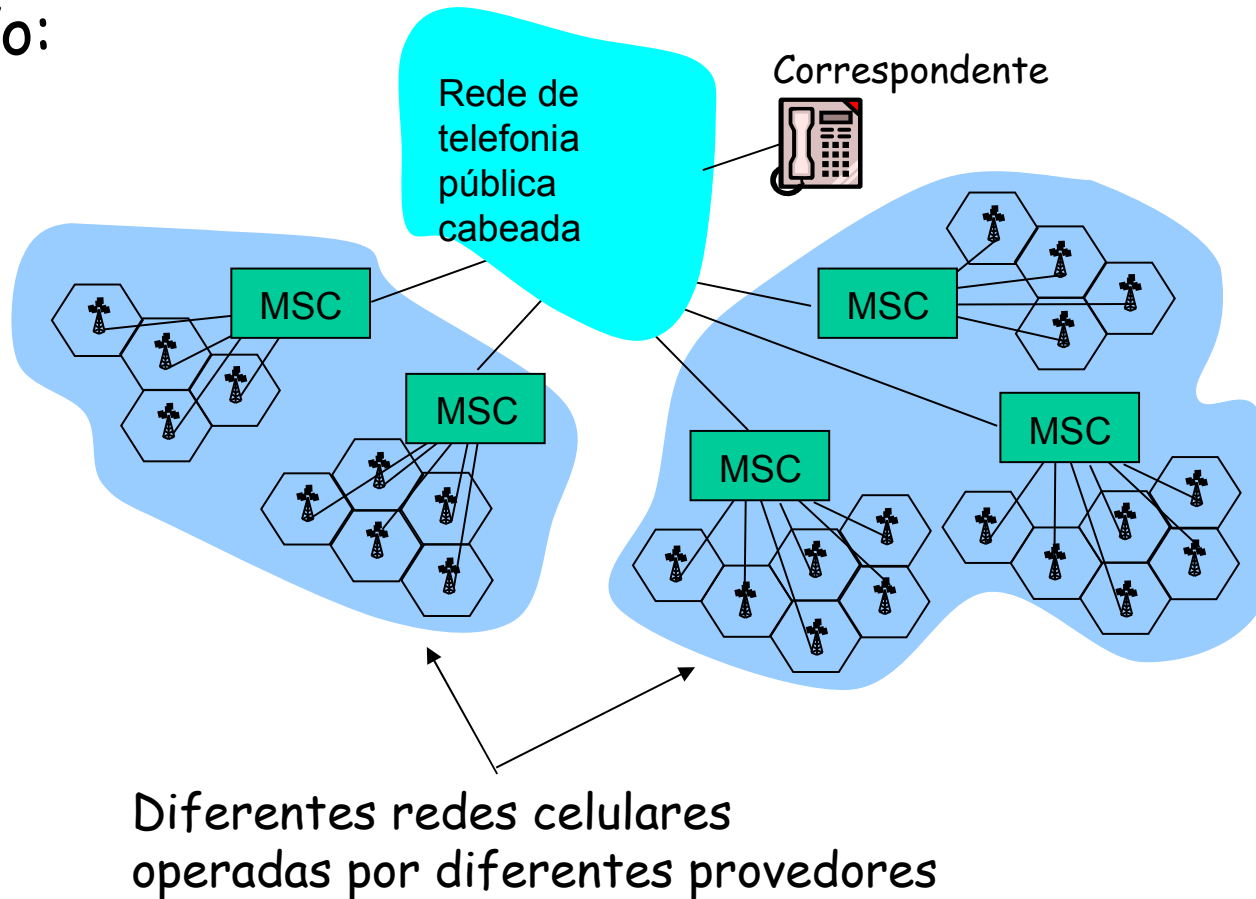 o:
Correspondente
Rede de
telefonia
pública
cabeada
MSC
MSC
MSC
MSC
MSC
Diferentes redes celulares
operadas por diferentes provedores